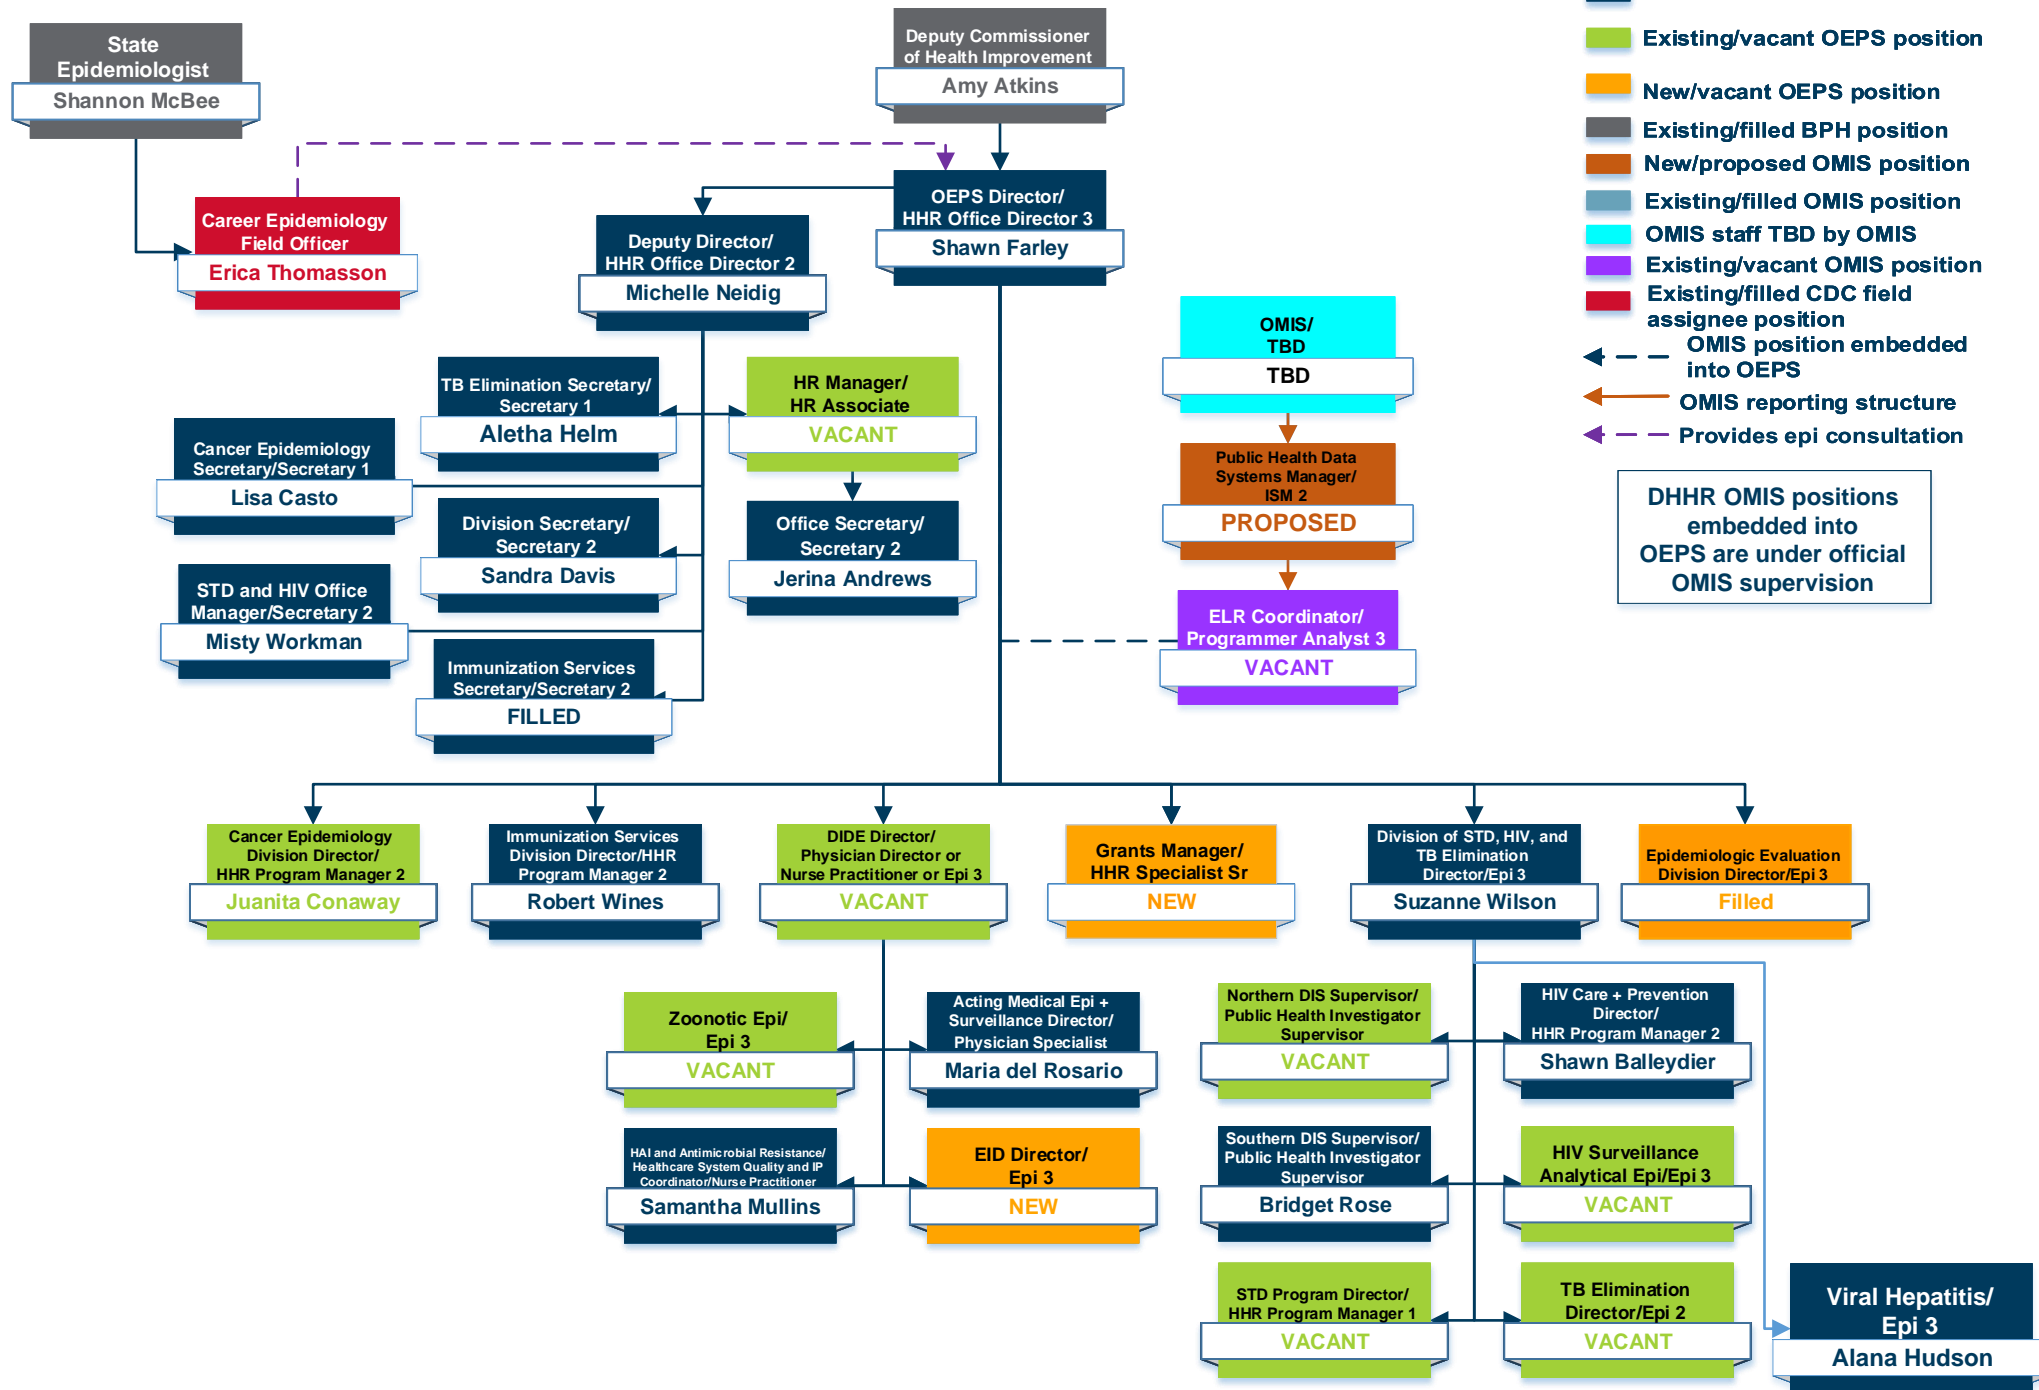 State
Epidemiologist
Shannon McBee
Deputy Commissioner
of Health Improvement
Amy Atkins
Career Epidemiology
Field Officer
Erica Thomasson
OEPS Director/
HHR Office Director 3
Shawn Farley
Deputy Director/
HHR Office Director 2
Michelle Neidig
TB Elimination Secretary/
Secretary 1
Aletha Helm
HR Manager/
HR Associate
VACANT
Cancer Epidemiology
Secretary/Secretary 1
Lisa Casto
Division Secretary/
Secretary 2
Sandra Davis
Office Secretary/
Secretary 2
Jerina Andrews
STD and HIV Office
Manager/Secretary 2
Misty Workman
Immunization Services
Secretary/Secretary 2
FILLED
OMIS/
TBD
TBD
Public Health Data
Systems Manager/
ISM 2
PROPOSED
ELR Coordinator/
Programmer Analyst 3
VACANT
Existing/vacant OEPS position
New/vacant OEPS position
Existing/filled BPH position
New/proposed OMIS position
Existing/filled OMIS position
OMIS staff TBD by OMIS
Existing/vacant OMIS position
Existing/filled CDC field
assignee position
OMIS position embedded
into OEPS
OMIS reporting structure
Provides epi consultation
DHHR OMIS positions
embedded into
OEPS are under official
OMIS supervision
Cancer Epidemiology
Division Director/
HHR Program Manager 2
Juanita Conaway
Immunization Services
Division Director/HHR
Program Manager 2
Robert Wines
DIDE Director/
Physician Director or
Nurse Practitioner or Epi 3
VACANT
Grants Manager/
HHR Specialist Sr
NEW
Division of STD, HIV, and
TB Elimination
Director/Epi 3
Suzanne Wilson
Epidemiologic Evaluation
Division Director/Epi 3
Filled
Zoonotic Epi/
Epi 3
VACANT
Acting Medical Epi +
Surveillance Director/
Physician Specialist
Maria del Rosario
HAI and Antimicrobial Resistance/
Healthcare System Quality and IP
Coordinator/Nurse Practitioner
Samantha Mullins
EID Director/
Epi 3
NEW
Northern DIS Supervisor/
Public Health Investigator
Supervisor
VACANT
HIV Care + Prevention
Director/
HHR Program Manager 2
Shawn Balleydier
Southern DIS Supervisor/
Public Health Investigator
Supervisor
Bridget Rose
HIV Surveillance
Analytical Epi/Epi 3
VACANT
STD Program Director/
HHR Program Manager 1
VACANT
TB Elimination
Director/Epi 2
VACANT
Viral Hepatitis/
Epi 3
Alana Hudson